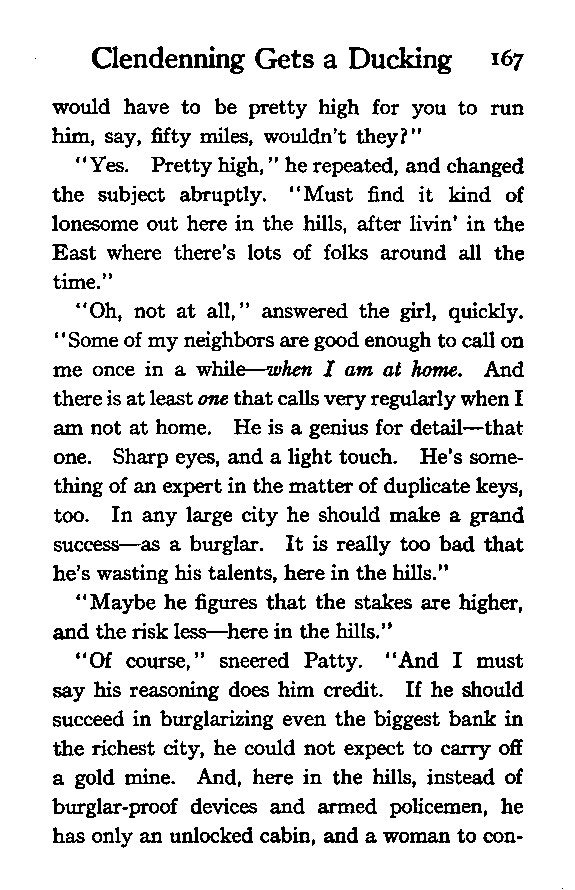 Clendenning Gets a Ducking 167
would have to be pretty high for you to run
him, say, fifty miles, wouldn't they?"
"Yes. Pretty high," he repeated, and changed
the subject abruptly. "Must find it kind of
lonesome out here in the hills, after livin' in the
East where there's lots of folks around all the
time."
"Oh, not at all," answered the girl, quickly.
"Some of my neighbors are good enough to call on
me once in a while—when I am at home. And
there is at least one that calls very regularly when I
am not at home. He is a genius for detail—that
one. Sharp eyes, and a light touch. He's some-
thing of an expert in the matter of duplicate keys,
too. In any large city he should make a grand
success—as a burglar. It is really too bad that
he's wasting his talents, here in the hills."
"Maybe he figures that the stakes are higher,
and the risk less—here in the hills."
"Of course," sneered Patty. "And I must
say his reasoning does him credit. If he should
succeed in burglarizing even the biggest bank in
the richest city, he could not expect to carry off
a gold mine. And, here in the hills, instead of
burglar-proof devices and armed policemen, he
has only an unlocked cabin, and a woman to con-